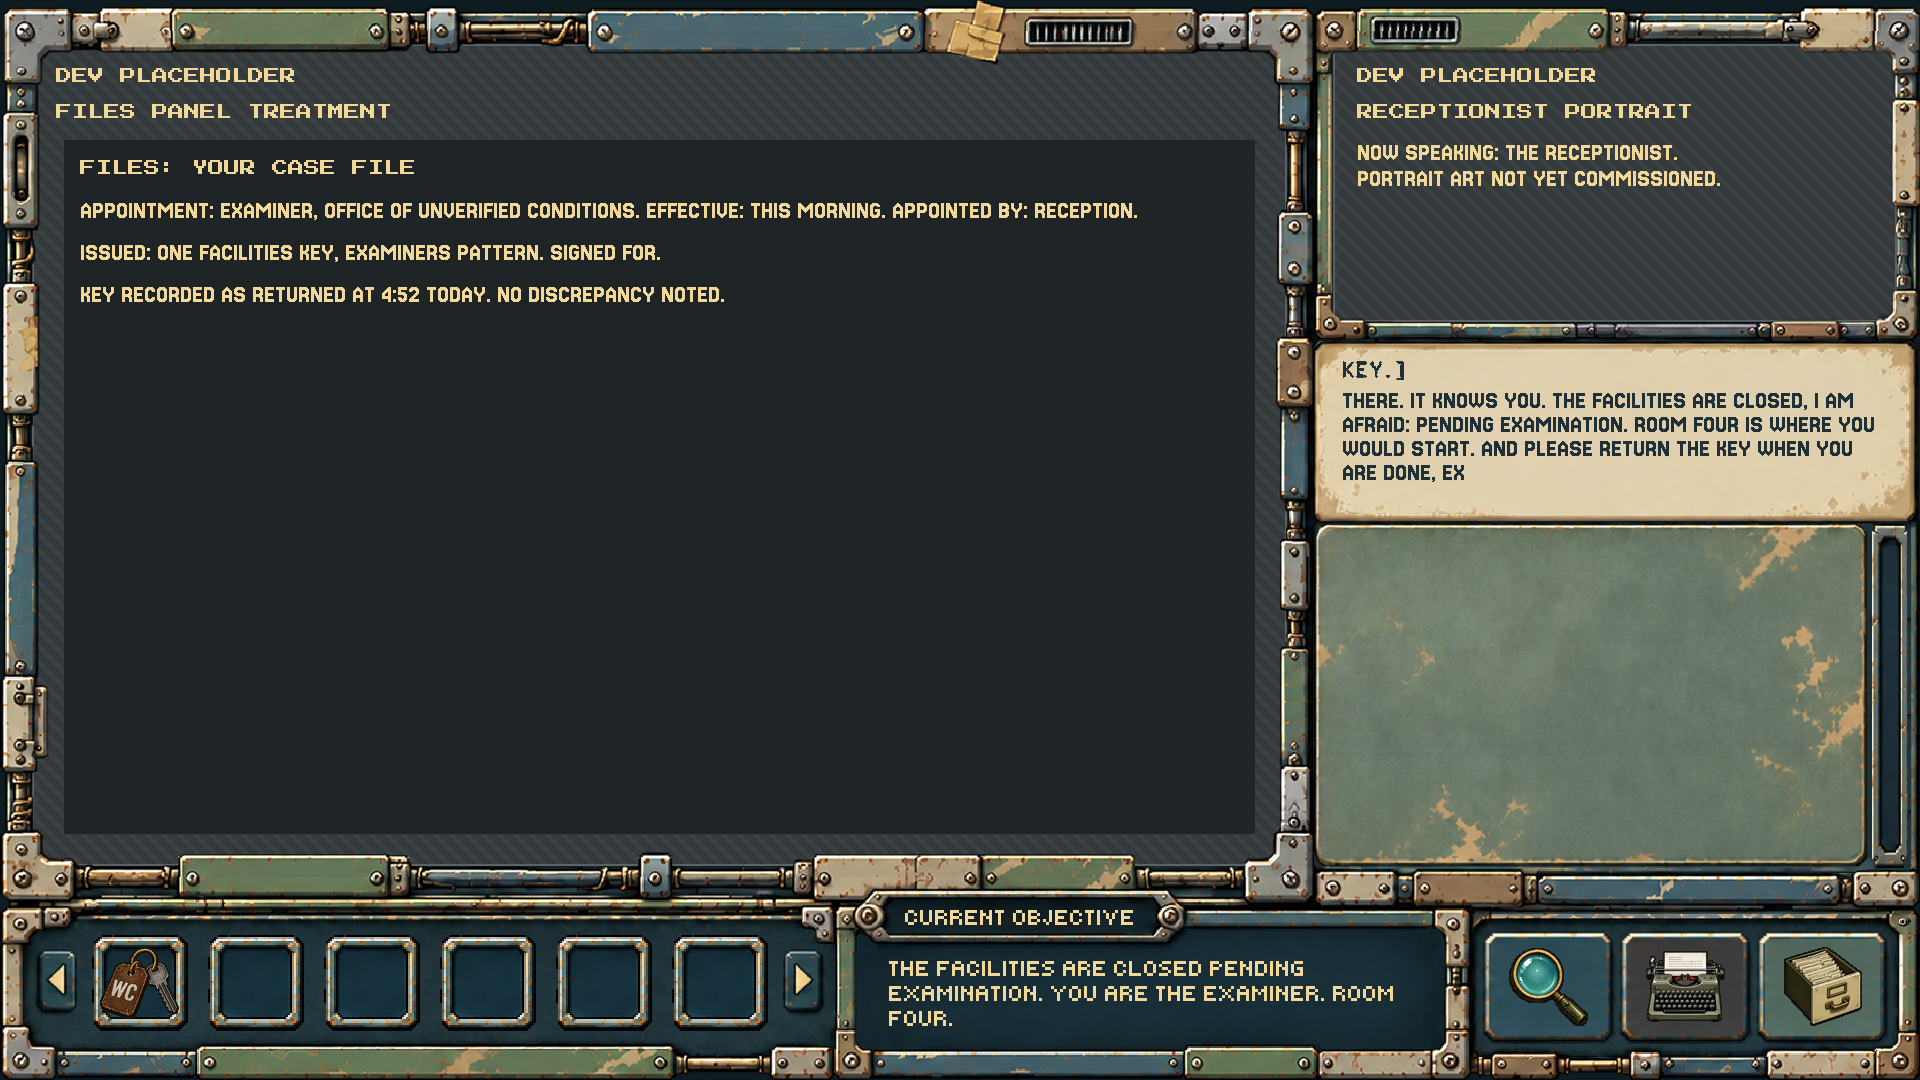 DEV PLACEHOLDER
FILES PANEL TREATMENT
FILES: YOUR CASE FILE
APPOINTMENT: EXAMINER, OFFICE OF UNVERIFIED CONDITIONS. EFFECTIVE: THIS MORNING. APPOINTED BY: RECEPTION.
ISSUED: ONE FACILITIES KEY, EXAMINERS PATTERN. SIGNED FOR.
KEY RECORDED AS RETURNED AT 4:52 TODAY. NO DISCREPANCY NOTED.
DEV PLACEHOLDER
RECEPTIONIST PORTRAIT
NOW SPEAKING: THE RECEPTIONIST.
PORTRAIT ART NOT YET COMMISSIONED.
KEY.]
THERE. IT KNOWS YOU. THE FACILITIES ARE CLOSED, I AM
AFRAID: PENDING EXAMINATION. ROOM FOUR IS WHERE YOU
WOULD START. AND PLEASE RETURN THE KEY WHEN YOU
ARE DONE, EX
WC
CURRENT OBJECTIVE
THE FACILITIES ARE CLOSED PENDING
EXAMINATION. YOU ARE THE EXAMINER. ROOM
FOUR.